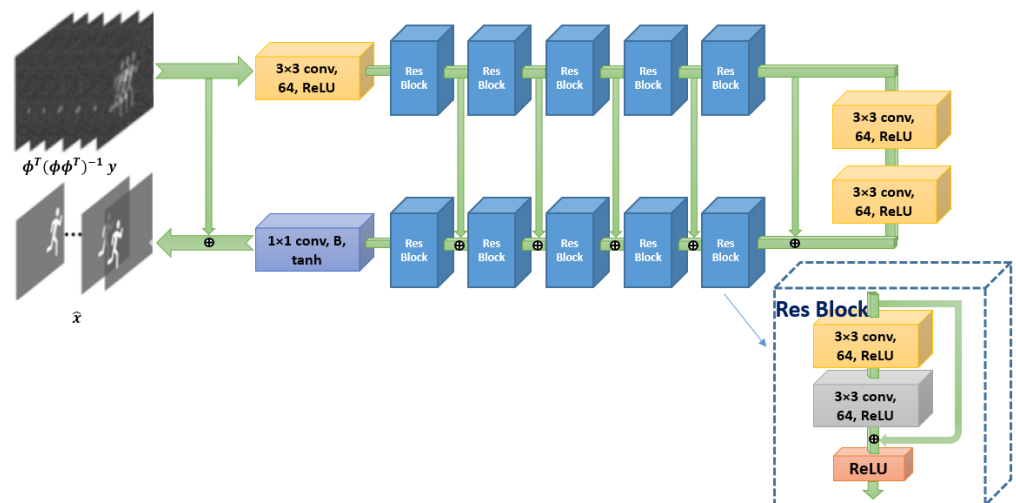 3×3 conv,
64, ReLU
Res
Block
Res
Block
Res
Block
Res
Block
Res
Block
3×3 conv,
64, ReLU
3×3 conv,
64, ReLU
ϕᵀ(ϕϕᵀ)⁻¹ y
...
⊕
1×1 conv, B,
tanh
Res
Block
⊕
Res
Block
⊕
Res
Block
⊕
Res
Block
⊕
Res
Block
⊕
x̂
Res Block
3×3 conv,
64, ReLU
3×3 conv,
64, ReLU
⊕
ReLU